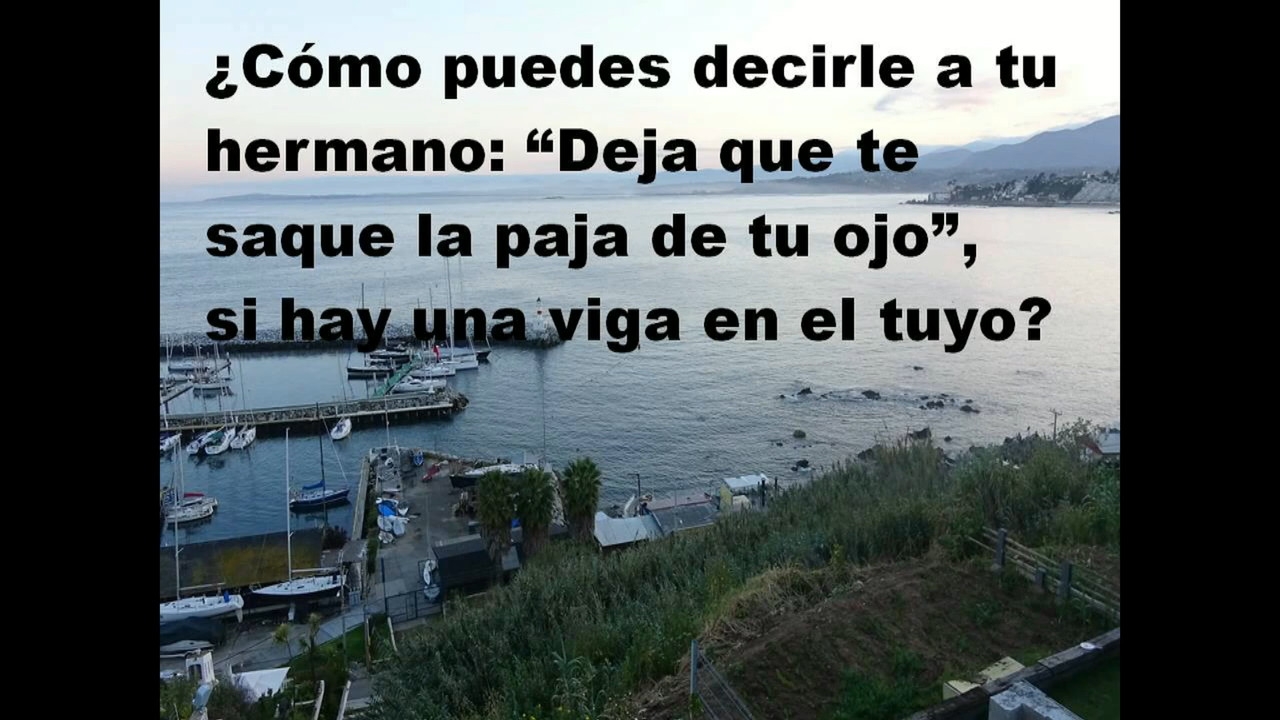 ¿Cómo puedes decirle a tu
hermano: “Deja que te
saque la paja de tu ojo”,
si hay una viga en el tuyo?